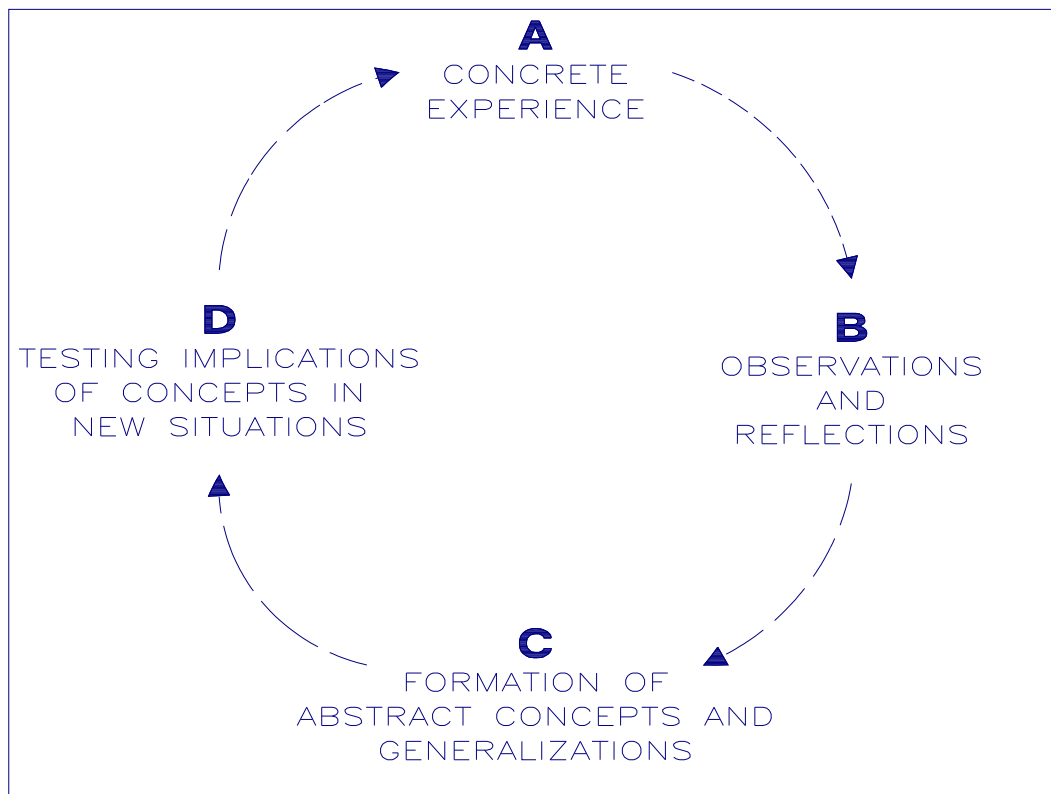 A
CONCRETE
EXPERIENCE
B
OBSERVATIONS
AND
REFLECTIONS
C
FORMATION OF
ABSTRACT CONCEPTS AND
GENERALIZATIONS
D
TESTING IMPLICATIONS
OF CONCEPTS IN
NEW SITUATIONS